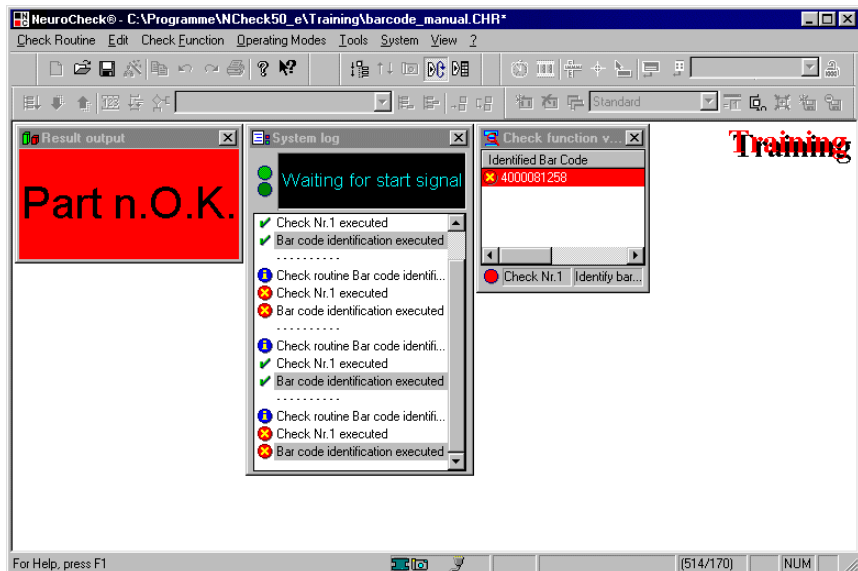 NeuroCheck® - C:\Programme\NCheck50_e\Training\barcode_manual.CHR*
Check Routine Edit Check Function Operating Modes Tools System View ?
Standard
Result output
Part n.O.K.
System log
Waiting for start signal
Check Nr.1 executed
Bar code identification executed
----------
Check routine Bar code identifi...
Check Nr.1 executed
Bar code identification executed
----------
Check routine Bar code identifi...
Check Nr.1 executed
Bar code identification executed
----------
Check routine Bar code identifi...
Check Nr.1 executed
Bar code identification executed
Check function v...
Identified Bar Code
4000081258
Check Nr.1 Identify bar...
Training
For Help, press F1 (514/170) NUM